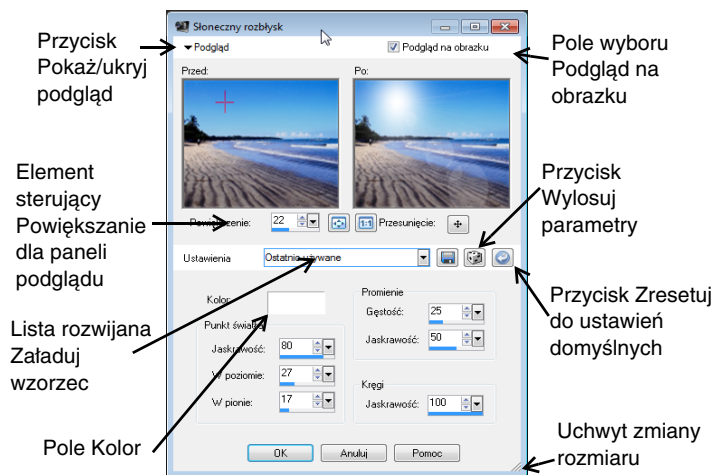 Słoneczny rozbłysk
Przycisk
Pokaż/ukryj
podgląd
Podgląd
Podgląd na obrazku
Pole wyboru
Podgląd na
obrazku
Przed:
Po:
Element
sterujący
Powiększanie
dla paneli
podglądu
Przycisk
Wylosuj
parametry
Powiększenie:
22
1:1
Przesunięcie:
Ustawienia
Ostatnio używane
Przycisk Zresetuj
do ustawień
domyślnych
Lista rozwijana
Załaduj
wzorzec
Kolor:
Punkt światła
Jaskrawość:
80
W poziomie:
27
W pionie:
17
Promienie
Gęstość:
25
Jaskrawość:
50
Kręgi
Jaskrawość:
100
Pole Kolor
OK
Anuluj
Pomoc
Uchwyt zmiany
rozmiaru